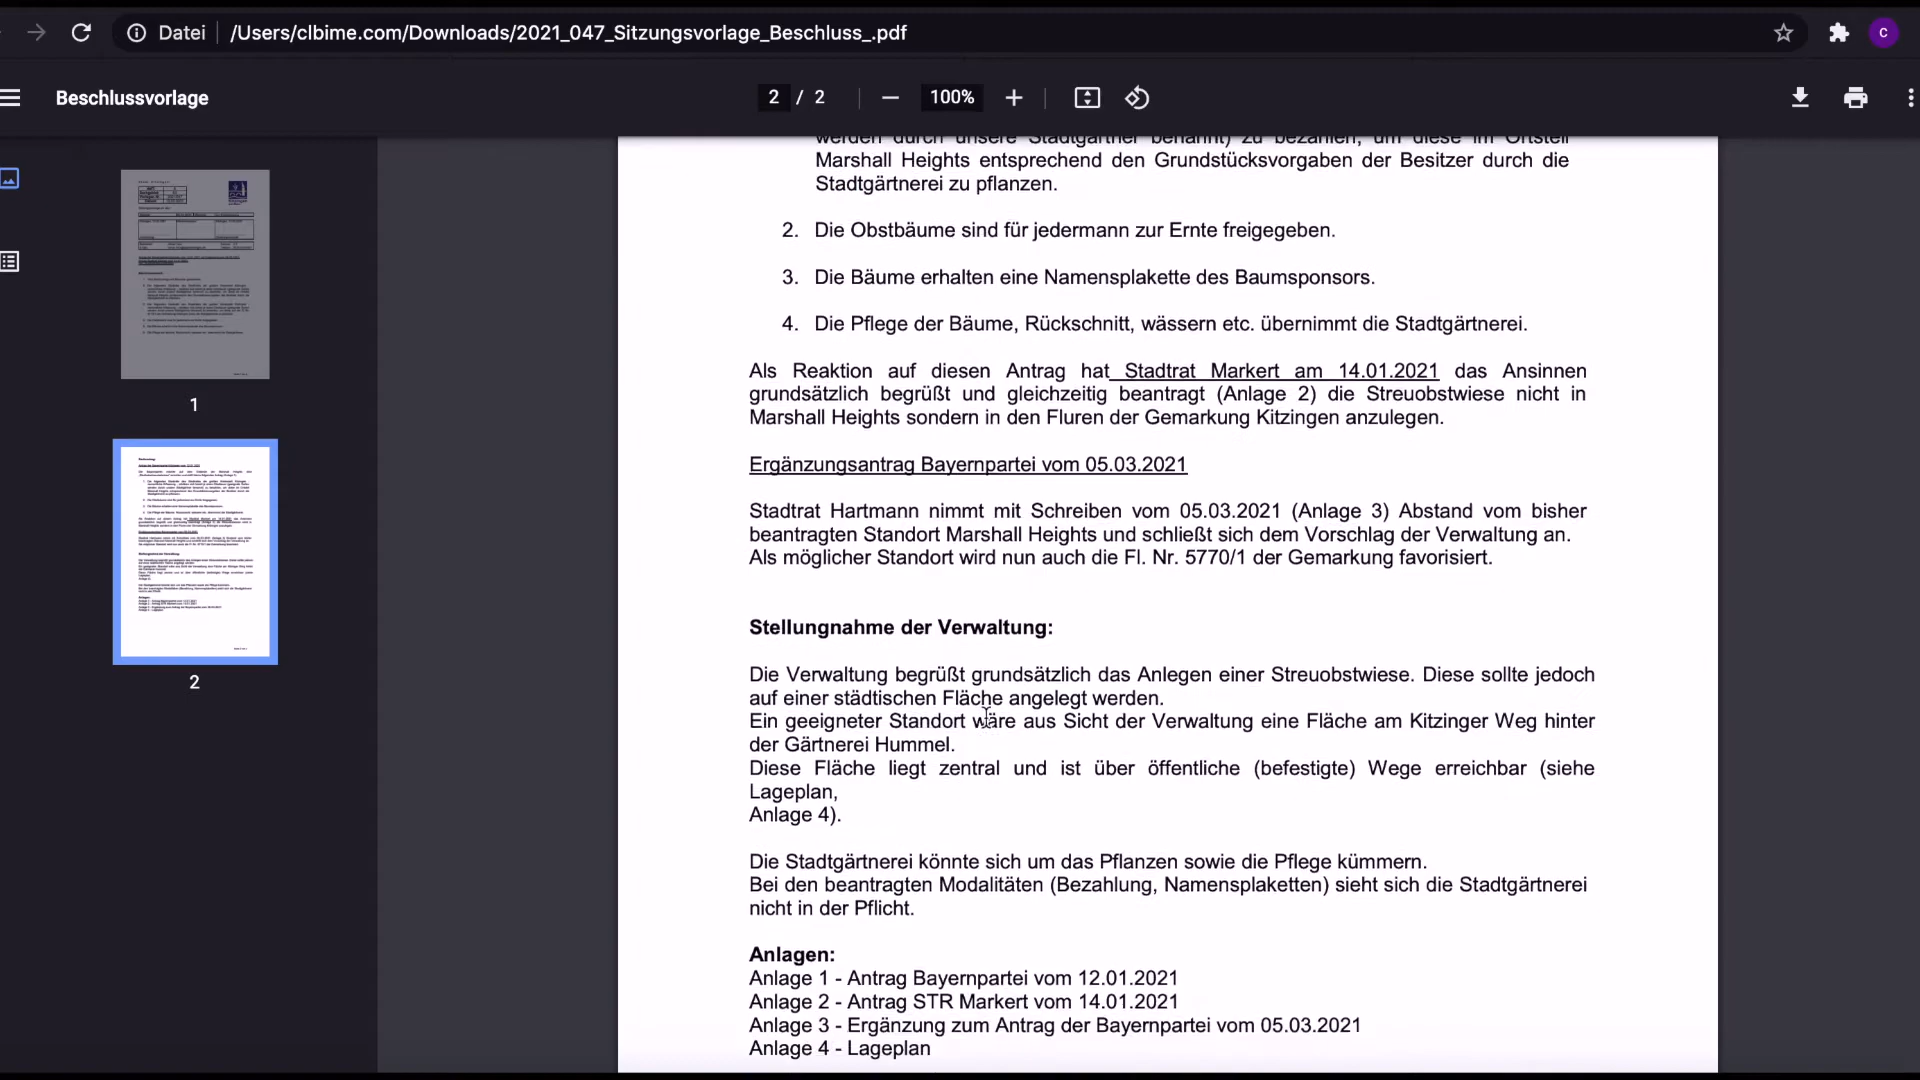 Datei /Users/clbime.com/Downloads/2021_047_Sitzungsvorlage_Beschluss_.pdf
C
Beschlussvorlage
2 / 2
100%
1
2
werden durch unsere Stadtgärtner benannt) zu bezahlen, um diese im Ortsteil
Marshall Heights entsprechend den Grundstücksvorgaben der Besitzer durch die
Stadtgärtnerei zu pflanzen.
2. Die Obstbäume sind für jedermann zur Ernte freigegeben.
3. Die Bäume erhalten eine Namensplakette des Baumsponsors.
4. Die Pflege der Bäume, Rückschnitt, wässern etc. übernimmt die Stadtgärtnerei.
Als Reaktion auf diesen Antrag hat Stadtrat Markert am 14.01.2021 das Ansinnen
grundsätzlich begrüßt und gleichzeitig beantragt (Anlage 2) die Streuobstwiese nicht in
Marshall Heights sondern in den Fluren der Gemarkung Kitzingen anzulegen.
Ergänzungsantrag Bayernpartei vom 05.03.2021
Stadtrat Hartmann nimmt mit Schreiben vom 05.03.2021 (Anlage 3) Abstand vom bisher
beantragten Standort Marshall Heights und schließt sich dem Vorschlag der Verwaltung an.
Als möglicher Standort wird nun auch die Fl. Nr. 5770/1 der Gemarkung favorisiert.
Stellungnahme der Verwaltung:
Die Verwaltung begrüßt grundsätzlich das Anlegen einer Streuobstwiese. Diese sollte jedoch
auf einer städtischen Fläche angelegt werden.
Ein geeigneter Standort wäre aus Sicht der Verwaltung eine Fläche am Kitzinger Weg hinter
der Gärtnerei Hummel.
Diese Fläche liegt zentral und ist über öffentliche (befestigte) Wege erreichbar (siehe
Lageplan,
Anlage 4).
Die Stadtgärtnerei könnte sich um das Pflanzen sowie die Pflege kümmern.
Bei den beantragten Modalitäten (Bezahlung, Namensplaketten) sieht sich die Stadtgärtnerei
nicht in der Pflicht.
Anlagen:
Anlage 1 - Antrag Bayernpartei vom 12.01.2021
Anlage 2 - Antrag STR Markert vom 14.01.2021
Anlage 3 - Ergänzung zum Antrag der Bayernpartei vom 05.03.2021
Anlage 4 - Lageplan